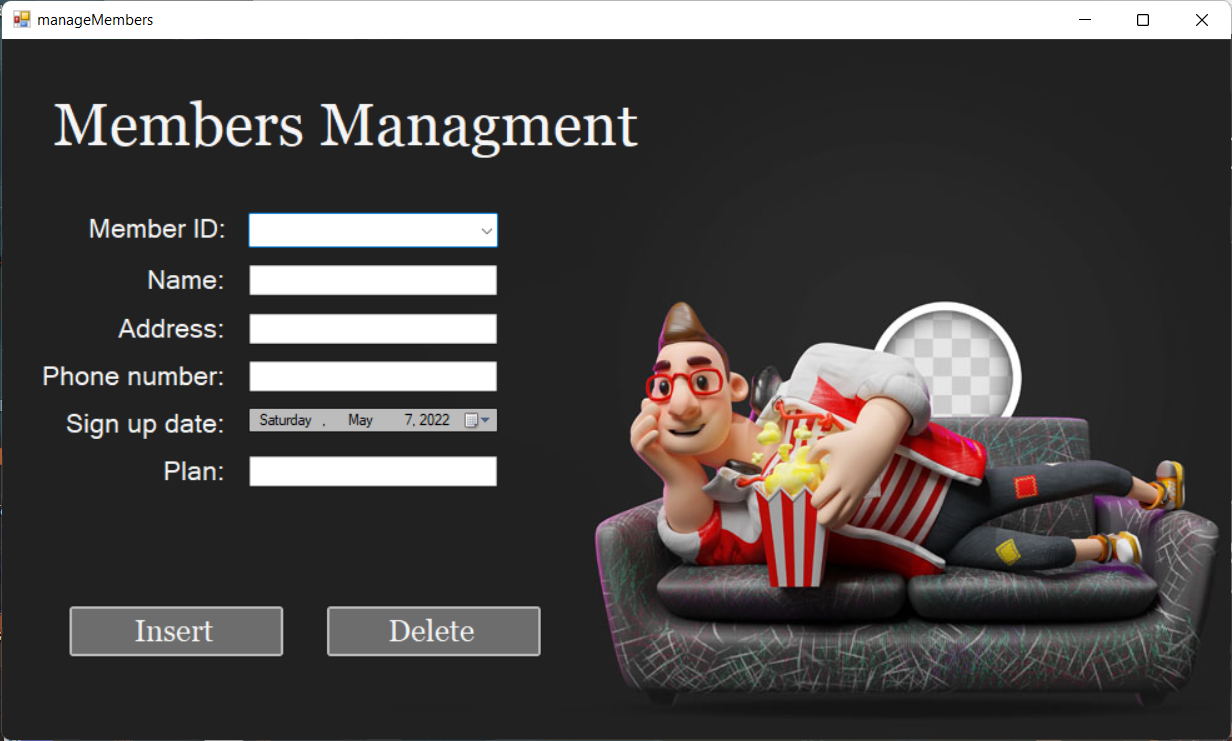 manageMembers
Members Managment
Member ID:
Name:
Address:
Phone number:
Sign up date: Saturday , May 7, 2022
Plan:
Insert Delete